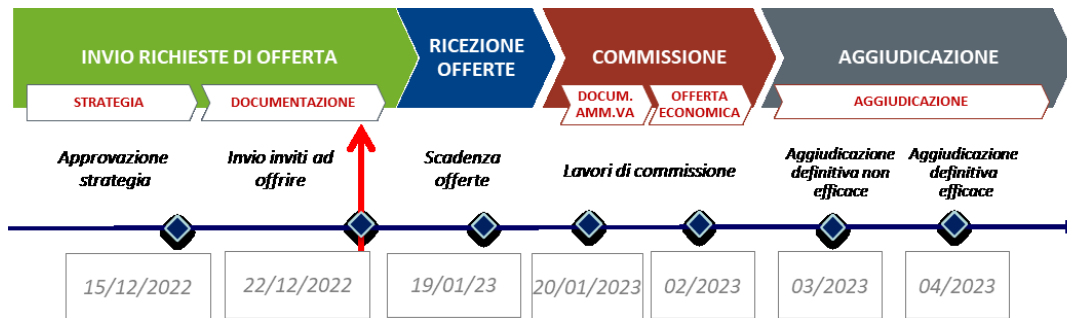 INVIO RICHIESTE DI OFFERTA
RICEZIONE
OFFERTE
COMMISSIONE
AGGIUDICAZIONE
STRATEGIA
DOCUMENTAZIONE
DOCUM.
AMM.VA
OFFERTA
ECONOMICA
AGGIUDICAZIONE
Approvazione
strategia
Invio inviti ad
offrire
Scadenza
offerte
Lavori di commissione
Aggiudicazione
definitiva non
efficace
Aggiudicazione
definitiva
efficace
15/12/2022
22/12/2022
19/01/23
20/01/2023
02/2023
03/2023
04/2023